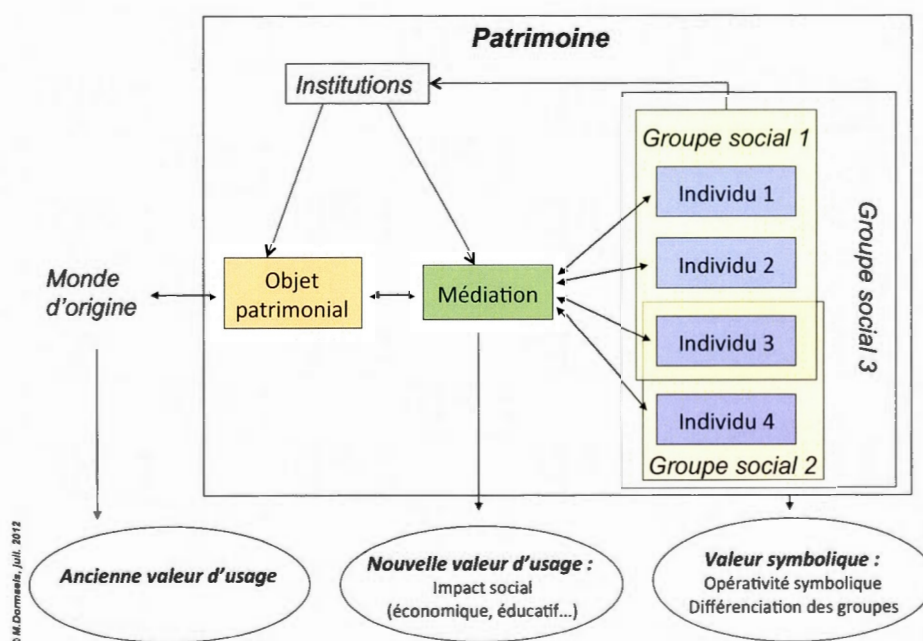 Patrimoine
Institutions
Groupe social 1
Individu 1
Individu 2
Individu 3
Individu 4
Groupe social 2
Groupe social 3
Monde
d'origine
Objet
patrimonial
Médiation
Ancienne valeur d'usage
Nouvelle valeur d'usage :
Impact social
(économique, éducatif...)
Valeur symbolique :
Opérativité symbolique
Différenciation des groupes
© M.Dormaels, juil. 2012